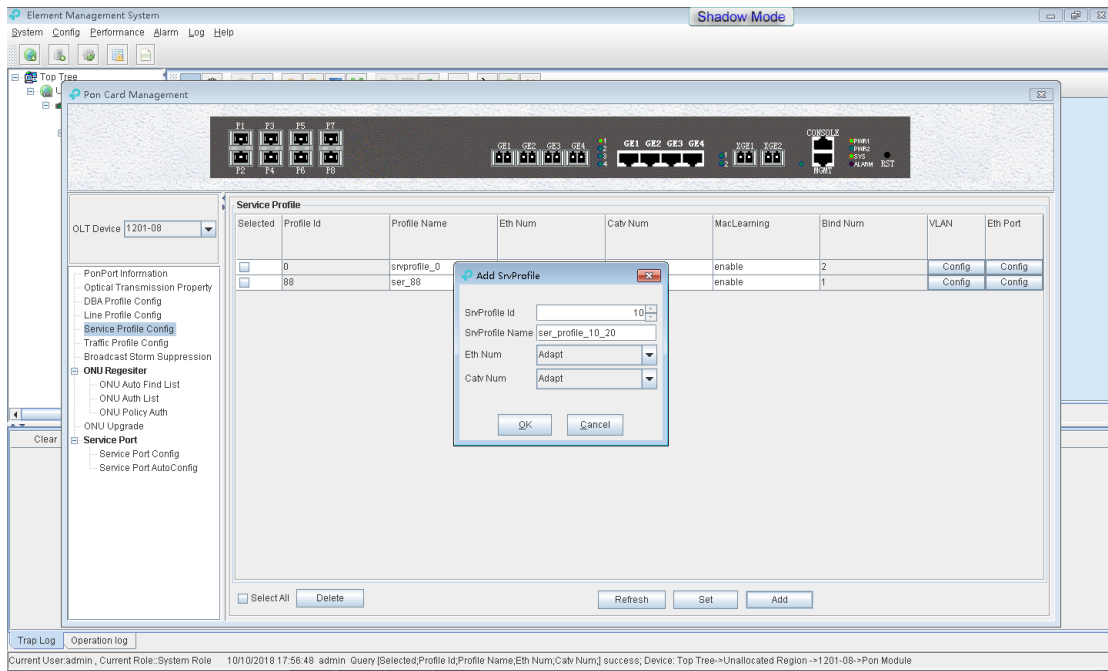 Element Management System
Shadow Mode
System Config Performance Alarm Log Help
Top Tree
Pon Card Management
P1 P3 P5 P7
P2 P4 P6 P8
GE1 GE2 GE3 GE4
1
2
3
4
GE1 GE2 GE3 GE4
1
2
XGE1 XGE2
CONSOLE
MGMT
PWR1
PWR2
SYS
ALARM
RST
OLT Device 1201-08
PonPort Information
Optical Transmission Property
DBA Profile Config
Line Profile Config
Service Profile Config
Traffic Profile Config
Broadcast Storm Suppression
ONU Regesiter
ONU Auto Find List
ONU Auth List
ONU Policy Auth
ONU Upgrade
Service Port
Service Port Config
Service Port AutoConfig
Service Profile
Selected Profile Id Profile Name Eth Num Catv Num MacLearning Bind Num VLAN Eth Port
0 srvprofile_0 enable 2 Config Config
88 ser_88 enable 1 Config Config
Add SrvProfile
SrvProfile Id 10
SrvProfile Name ser_profile_10_20
Eth Num Adapt
Catv Num Adapt
OK Cancel
Select All Delete Refresh Set Add
Clear
Trap Log Operation log
Current User:admin , Current Role::System Role 10/10/2018 17:56:48 admin Query [Selected;Profile Id;Profile Name;Eth Num;Catv Num;] success; Device: Top Tree->Unallocated Region ->1201-08->Pon Module